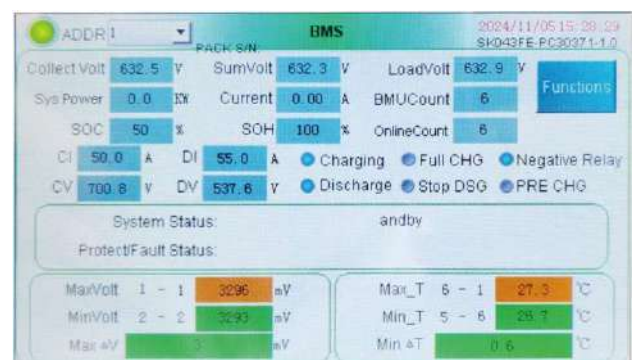 ADDR 1 BMS 2024/11/05 15:28:29
PACK S/N: SK043FE-PC30371-1.0
Collect Volt 632.5 V SumVolt 632.3 V LoadVolt 632.9 V
Functions
Sys Power 0.0 KW Current 0.00 A BMUCount 6
SOC 50 % SOH 100 % OnlineCount 6
CI 50.0 A DI 55.0 A Charging Full CHG Negative Relay
CV 700.8 V DV 537.6 V Discharge Stop DSG PRE CHG
System Status: andby
Protect/Fault Status:
MaxVolt 1 - 1 3296 mV Max_T 6 - 1 27.3 ℃
MinVolt 2 - 2 3293 mV Min_T 5 - 6 26.7 ℃
Max ΔV 3 mV Min ΔT 0.6 ℃